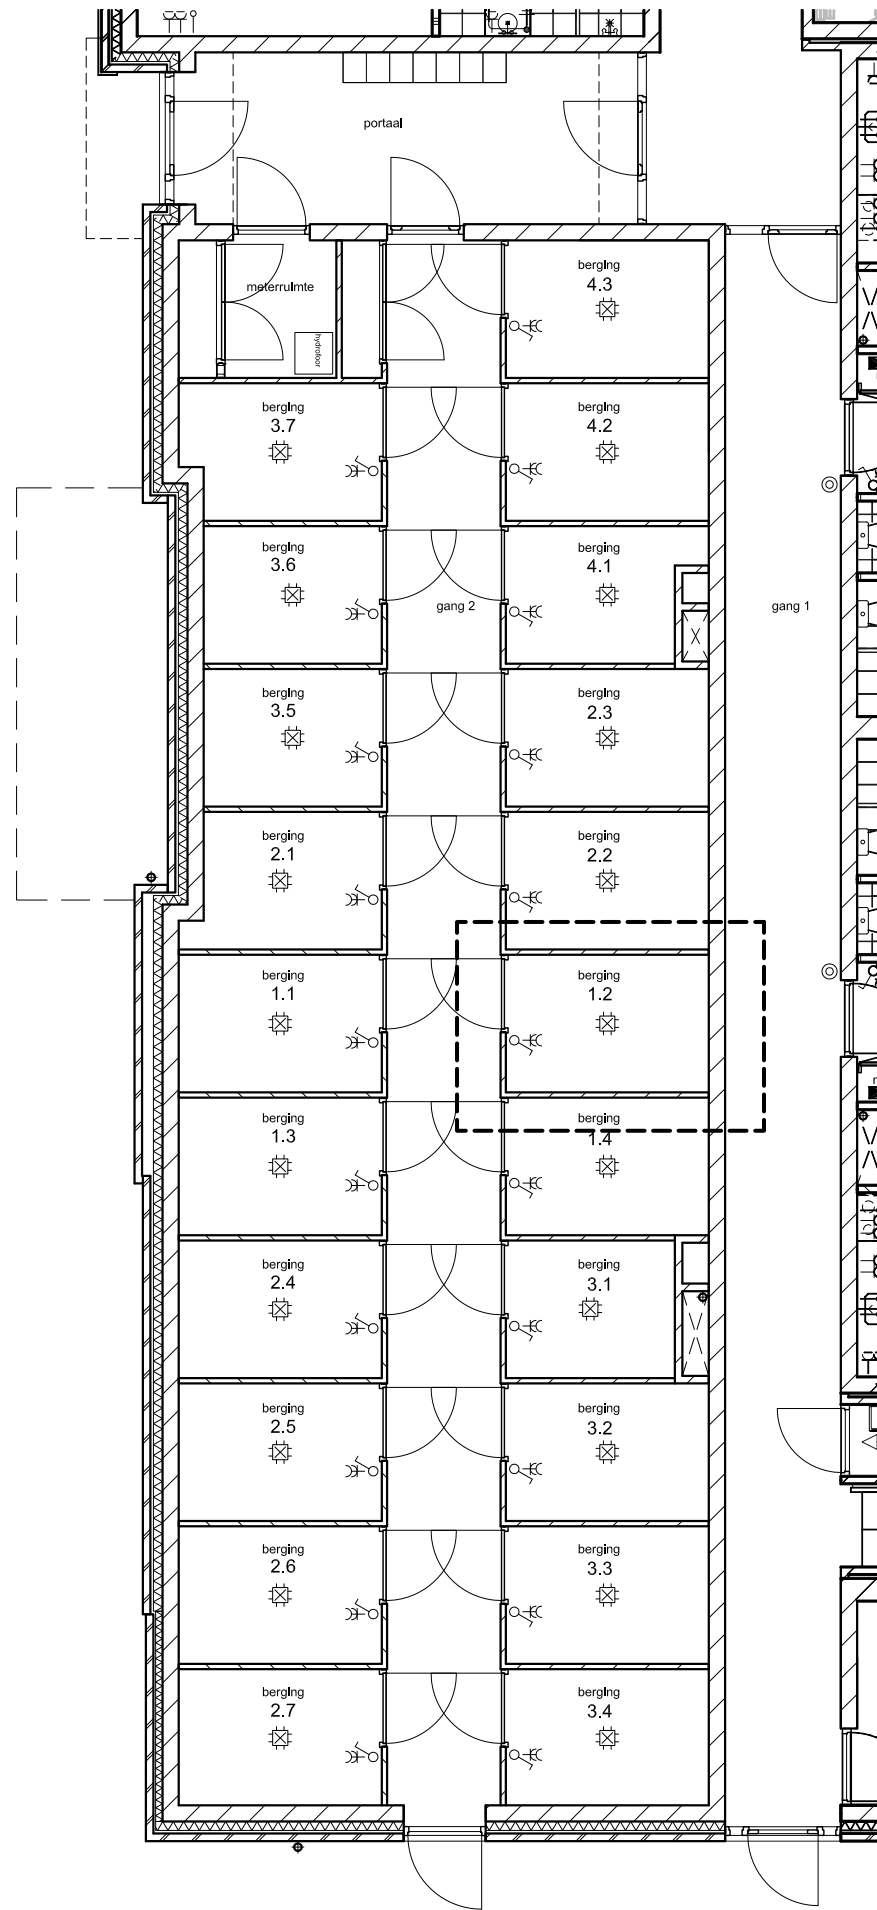 portaal
berging
4.3
meterruimte
hydrofoor
berging
3.7
berging
4.2
berging
3.6
berging
4.1
gang 2
gang 1
berging
3.5
berging
2.3
berging
2.1
berging
2.2
berging
1.1
berging
1.2
berging
1.3
berging
1.4
berging
2.4
berging
3.1
berging
2.5
berging
3.2
berging
2.6
berging
3.3
berging
2.7
berging
3.4